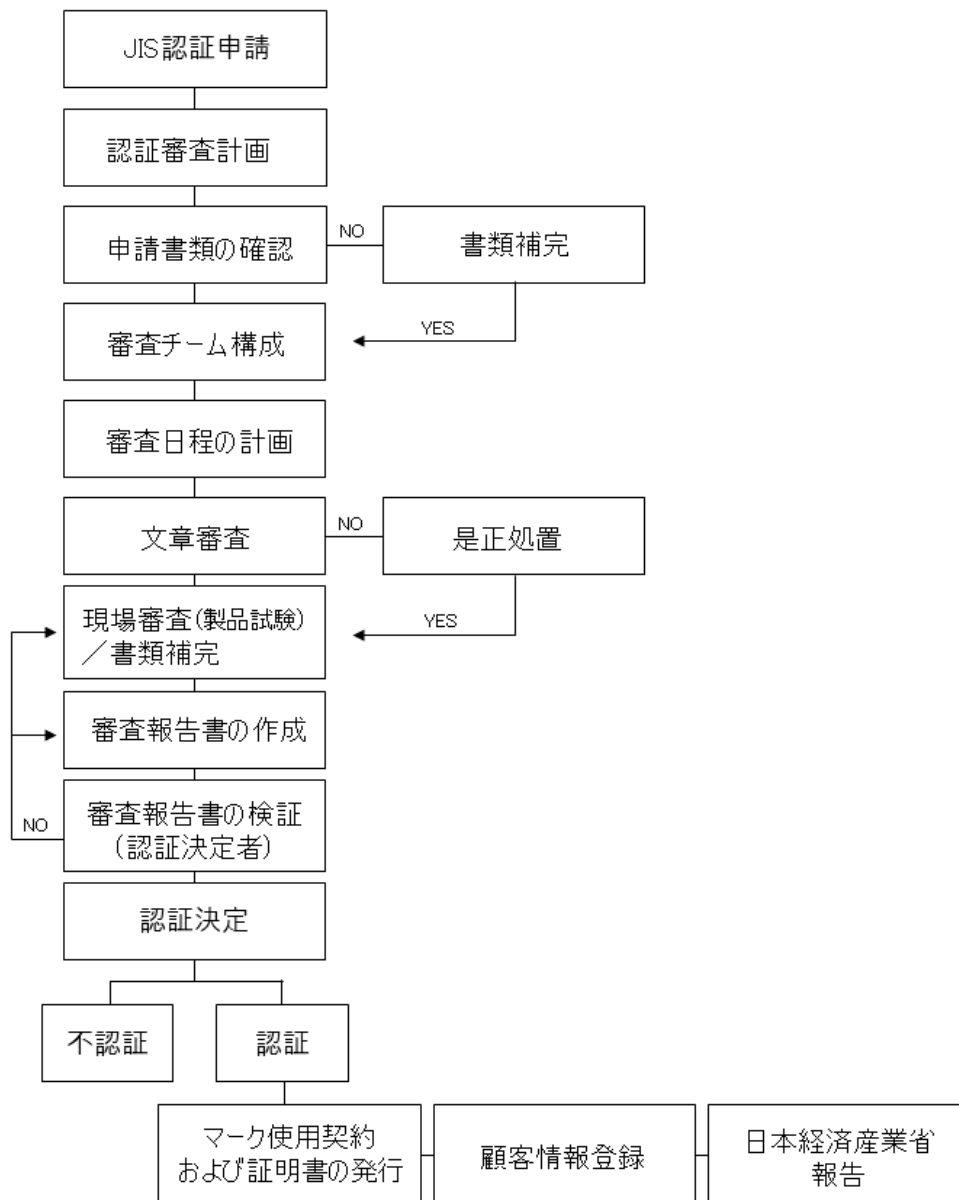 JIS認証申請
認証審査計画
申請書類の確認
NO
書類補完
YES
審査チーム構成
審査日程の計画
文章審査
NO
是正処置
YES
現場審査(製品試験)
／書類補完
審査報告書の作成
審査報告書の検証
(認証決定者)
NO
認証決定
不認証
認証
マーク使用契約
および証明書の発行
顧客情報登録
日本経済産業省
報告